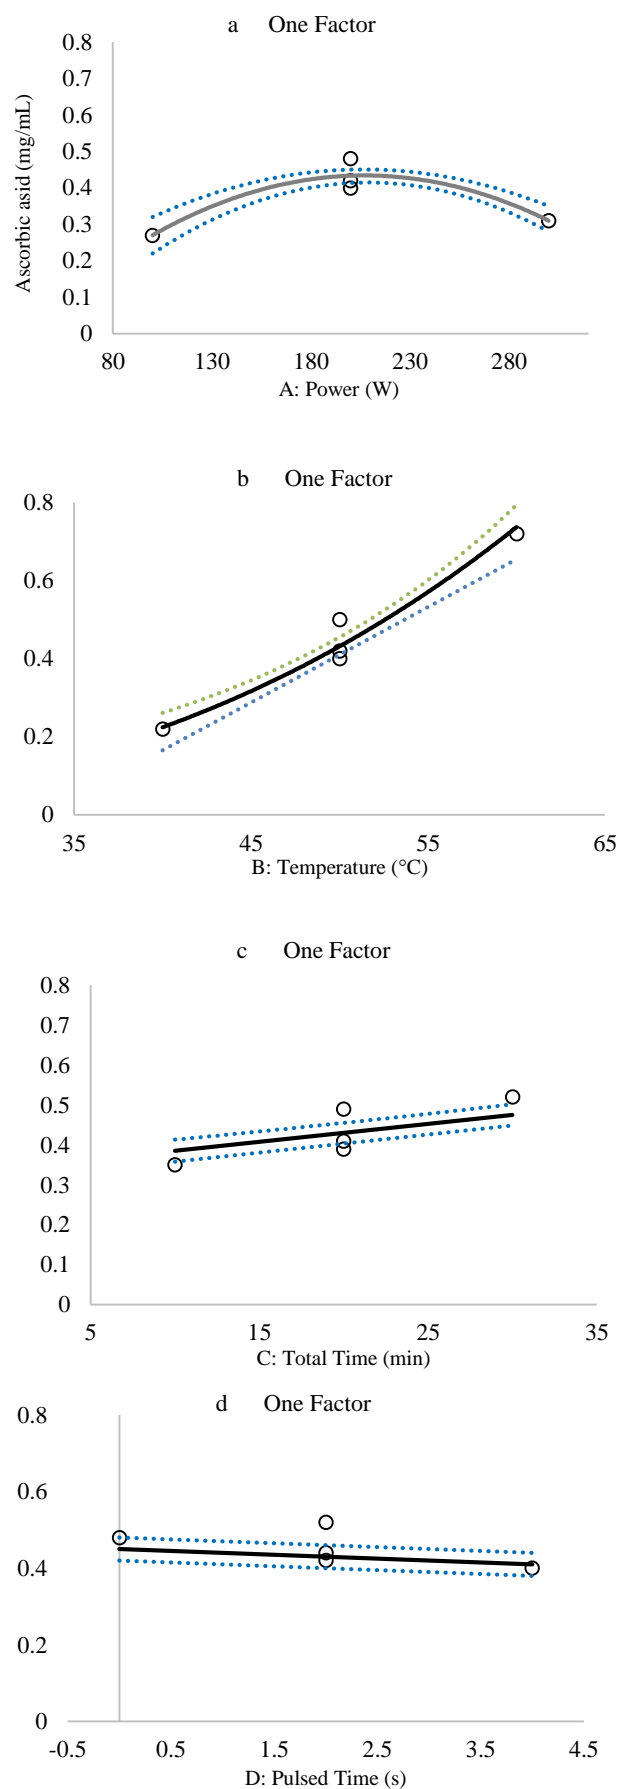 a One Factor
0.8
0.7
0.6
0.5
0.4
0.3
0.2
0.1
0
Ascorbic asid (mg/mL)
80 130 180 230 280
A: Power (W)
b One Factor
0.8
0.6
0.4
0.2
0
35 45 55 65
B: Temperature (°C)
c One Factor
0.8
0.7
0.6
0.5
0.4
0.3
0.2
0.1
0
5 15 25 35
C: Total Time (min)
d One Factor
0.8
0.6
0.4
0.2
0
-0.5 0.5 1.5 2.5 3.5 4.5
D: Pulsed Time (s)